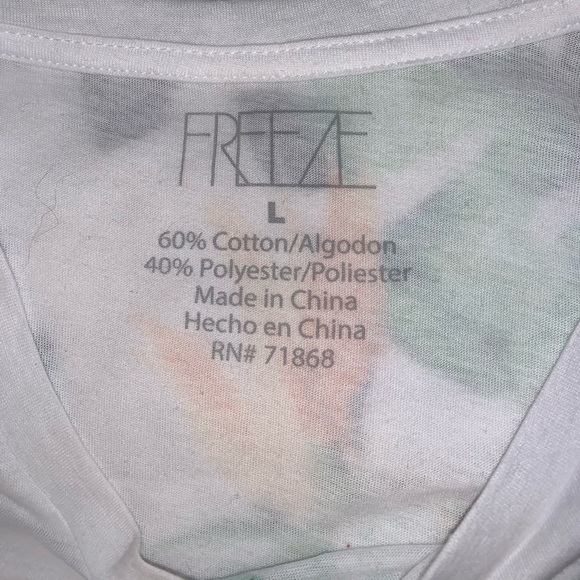 FREEZE
L
60% Cotton/Algodon
40% Polyester/Poliester
Made in China
Hecho en China
RN# 71868